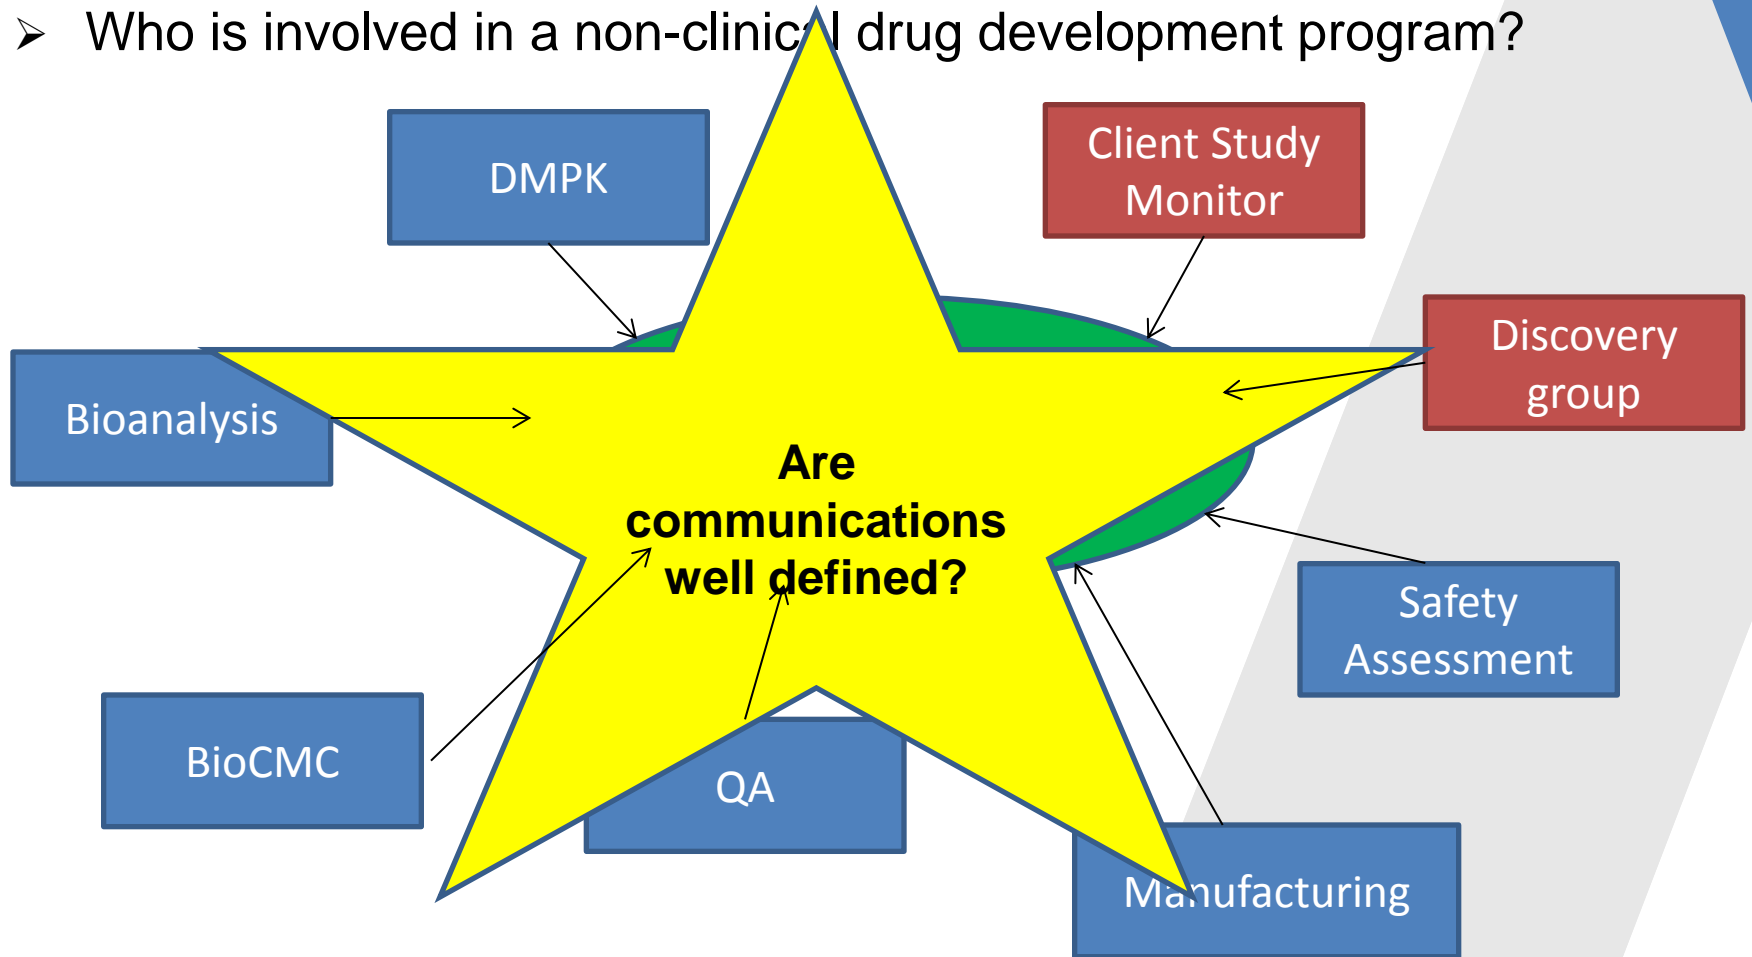 Who is involved in a non-clinical drug development program?
DMPK
Client Study
Monitor
Discovery
group
Bioanalysis
Are
communications
well defined?
Safety
Assessment
BioCMC
QA
Manufacturing